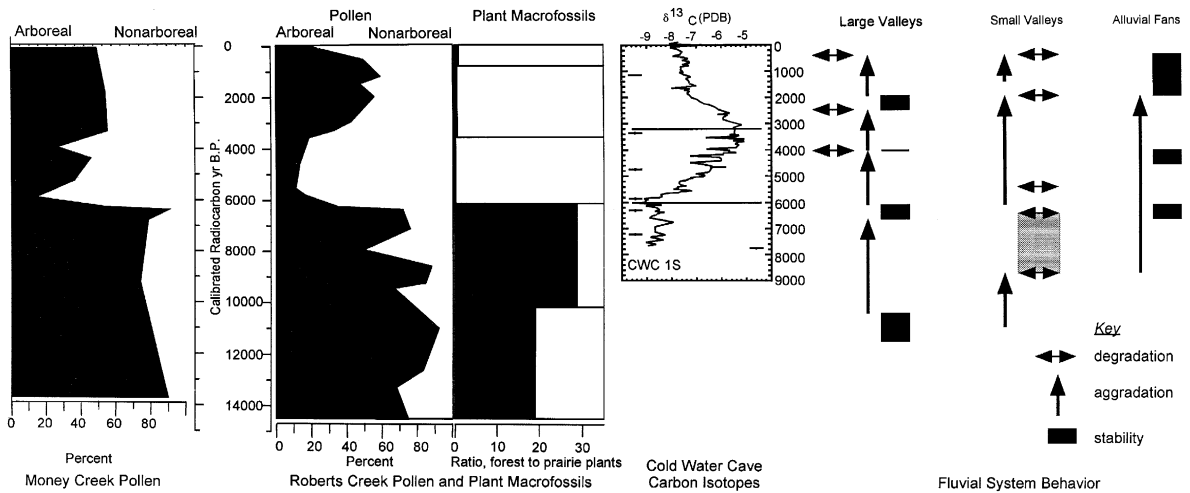 Pollen
Plant Macrofossils
δ13 C(PDB)
Large Valleys
Small Valleys
Alluvial Fans
Arboreal
Nonarboreal
Arboreal
Nonarboreal
-9 -8 -7 -6 -5
Calibrated Radiocarbon yr B.P.
0
2000
4000
6000
8000
10000
12000
14000
0
1000
2000
3000
4000
5000
6000
7000
8000
9000
CWC 1S
Key
degradation
aggradation
stability
0 20 40 60 80
0 20 40 60 80 100
0 10 20 30
Percent
Percent
Ratio, forest to prairie plants
Money Creek Pollen
Roberts Creek Pollen and Plant Macrofossils
Cold Water Cave
Carbon Isotopes
Fluvial System Behavior